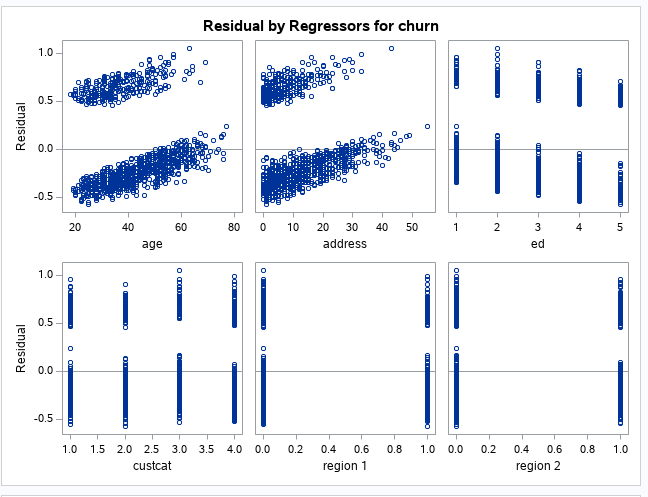 Residual by Regressors for churn
Residual
1.0
0.5
0.0
-0.5
20 40 60 80
age
0 10 20 30 40 50
address
1 2 3 4 5
ed
Residual
1.0
0.5
0.0
-0.5
1.0 1.5 2.0 2.5 3.0 3.5 4.0
custcat
0.0 0.2 0.4 0.6 0.8 1.0
region 1
0.0 0.2 0.4 0.6 0.8 1.0
region 2